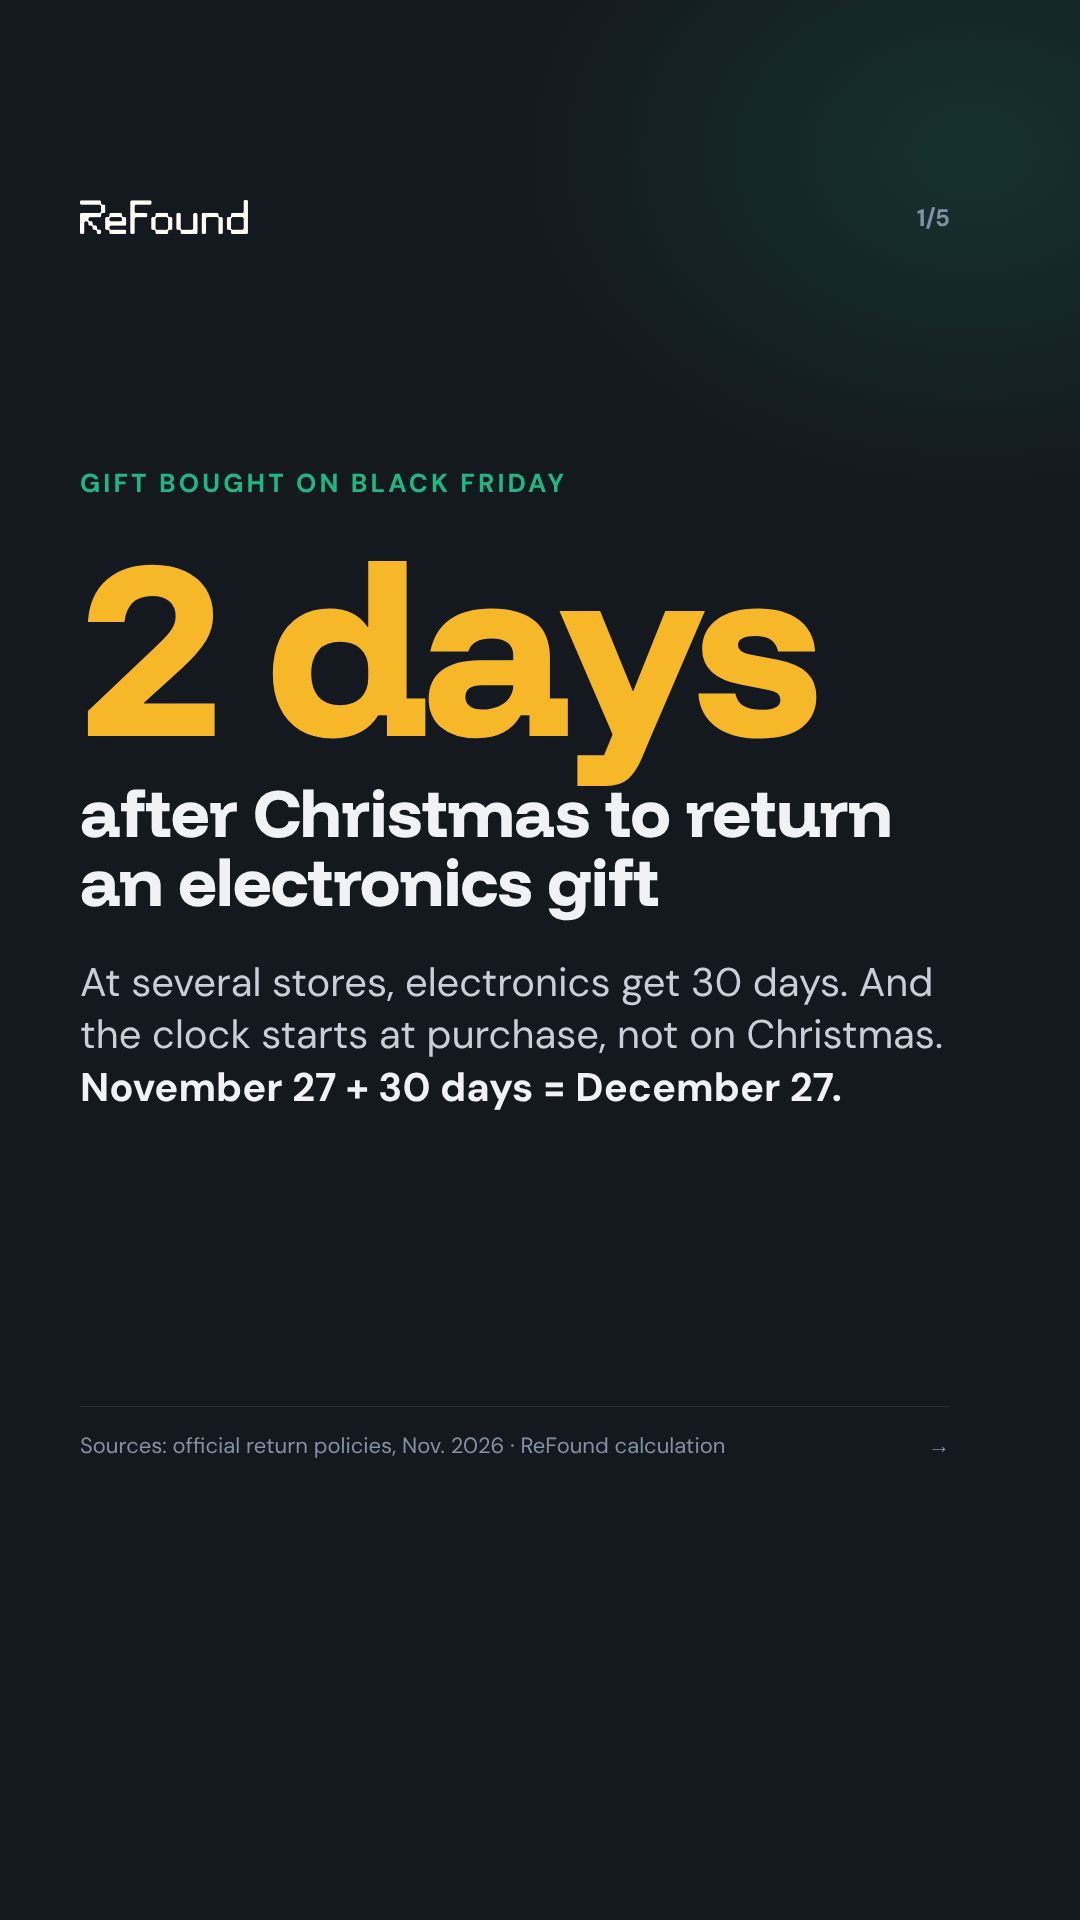 ReFound
1/5
GIFT BOUGHT ON BLACK FRIDAY
2 days
after Christmas to return
an electronics gift
At several stores, electronics get 30 days. And
the clock starts at purchase, not on Christmas.
November 27 + 30 days = December 27.
Sources: official return policies, Nov. 2026 · ReFound calculation →